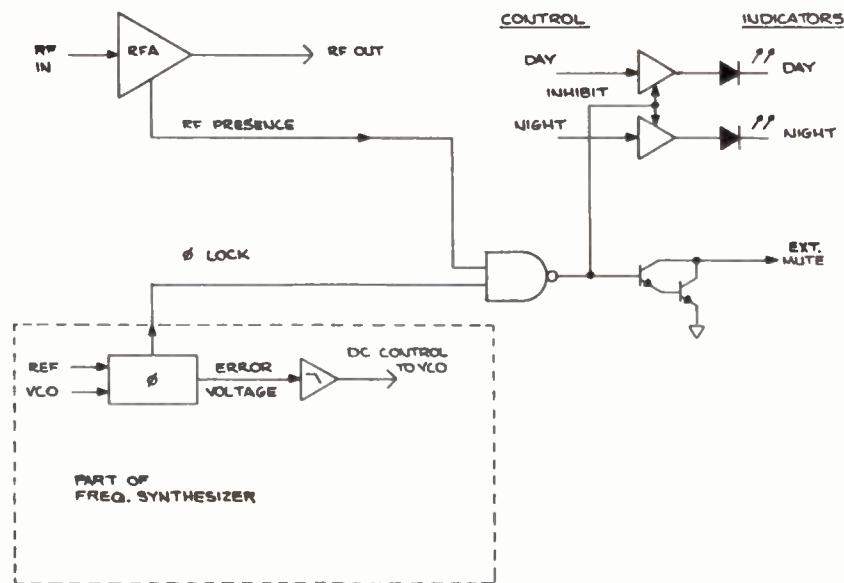 CONTROL
INDICATORS
RF IN
RFA
RF OUT
DAY
DAY
INHIBIT
RF PRESENCE
NIGHT
NIGHT
Ø LOCK
EXT.
MUTE
REF
VCO
Ø
ERROR
VOLTAGE
DC CONTROL
TO VCO
PART OF
FREQ. SYNTHESIZER